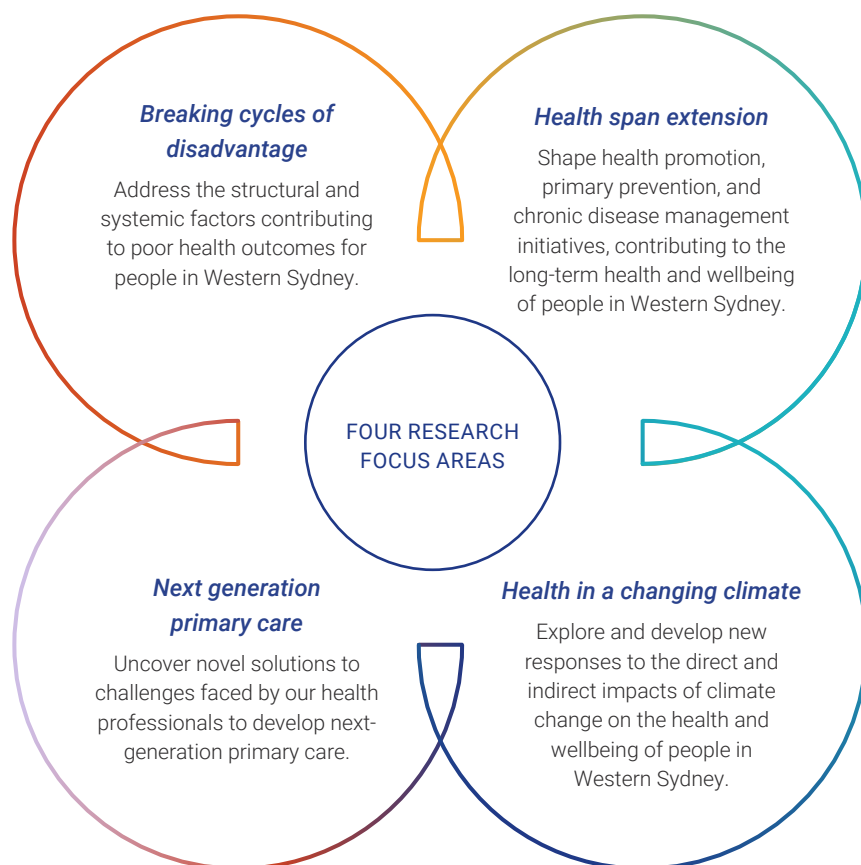 Breaking cycles of
disadvantage
Address the structural and
systemic factors contributing
to poor health outcomes for
people in Western Sydney.
Health span extension
Shape health promotion,
primary prevention, and
chronic disease management
initiatives, contributing to the
long-term health and wellbeing
of people in Western Sydney.
FOUR RESEARCH
FOCUS AREAS
Next generation
primary care
Uncover novel solutions to
challenges faced by our health
professionals to develop next-
generation primary care.
Health in a changing climate
Explore and develop new
responses to the direct and
indirect impacts of climate
change on the health and
wellbeing of people in
Western Sydney.